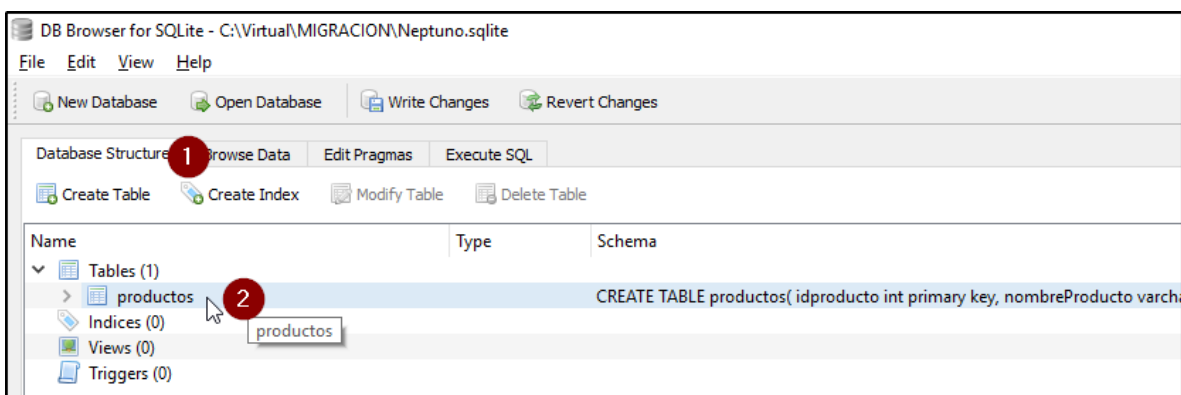 DB Browser for SQLite - C:\Virtual\MIGRACION\Neptuno.sqlite
File Edit View Help
New Database Open Database Write Changes Revert Changes
Database Structure 1 Browse Data Edit Pragmas Execute SQL
Create Table Create Index Modify Table Delete Table
Name Type Schema
Tables (1)
productos 2 CREATE TABLE productos( idproducto int primary key, nombreProducto varcha
Indices (0)
productos
Views (0)
Triggers (0)